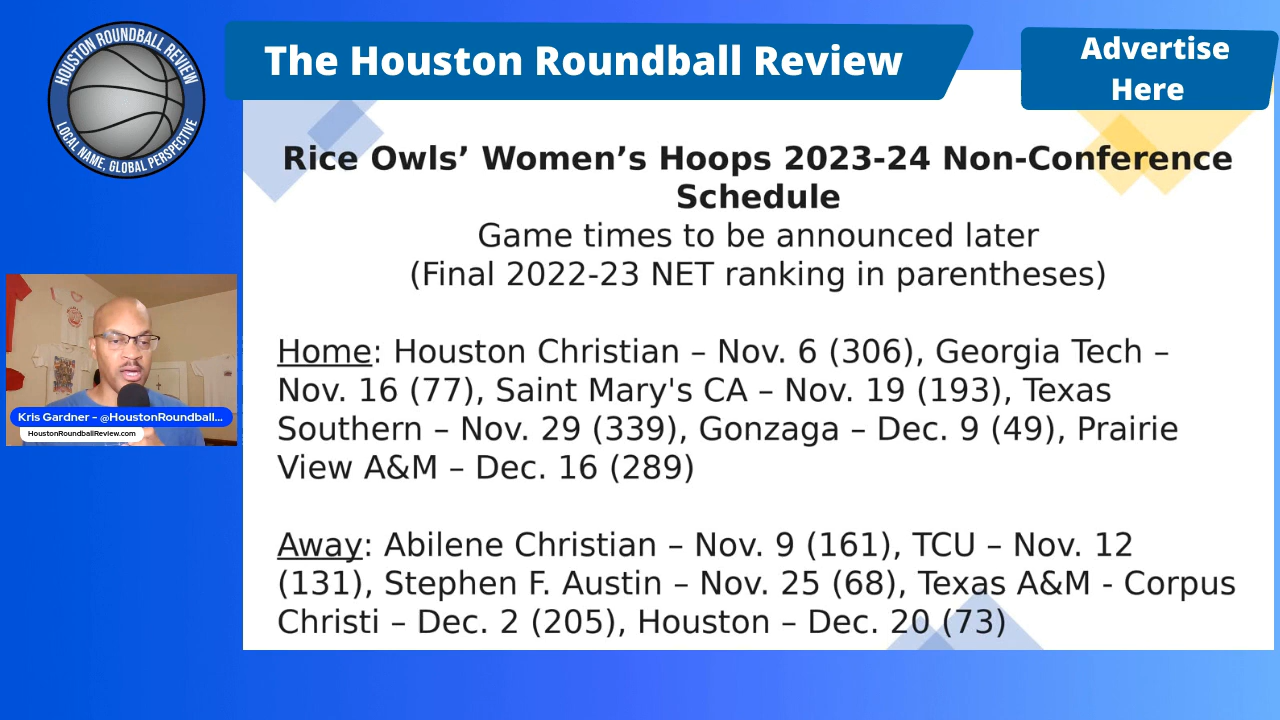 HOUSTON ROUNDBALL REVIEW
LOCAL NAME, GLOBAL PERSPECTIVE
The Houston Roundball Review
Advertise
Here
Rice Owls’ Women’s Hoops 2023-24 Non-Conference
Schedule
Game times to be announced later
(Final 2022-23 NET ranking in parentheses)
Home: Houston Christian – Nov. 6 (306), Georgia Tech –
Nov. 16 (77), Saint Mary's CA – Nov. 19 (193), Texas
Southern – Nov. 29 (339), Gonzaga – Dec. 9 (49), Prairie
View A&M – Dec. 16 (289)
Away: Abilene Christian – Nov. 9 (161), TCU – Nov. 12
(131), Stephen F. Austin – Nov. 25 (68), Texas A&M - Corpus
Christi – Dec. 2 (205), Houston – Dec. 20 (73)
Kris Gardner – @HoustonRoundball...
HoustonRoundballReview.com